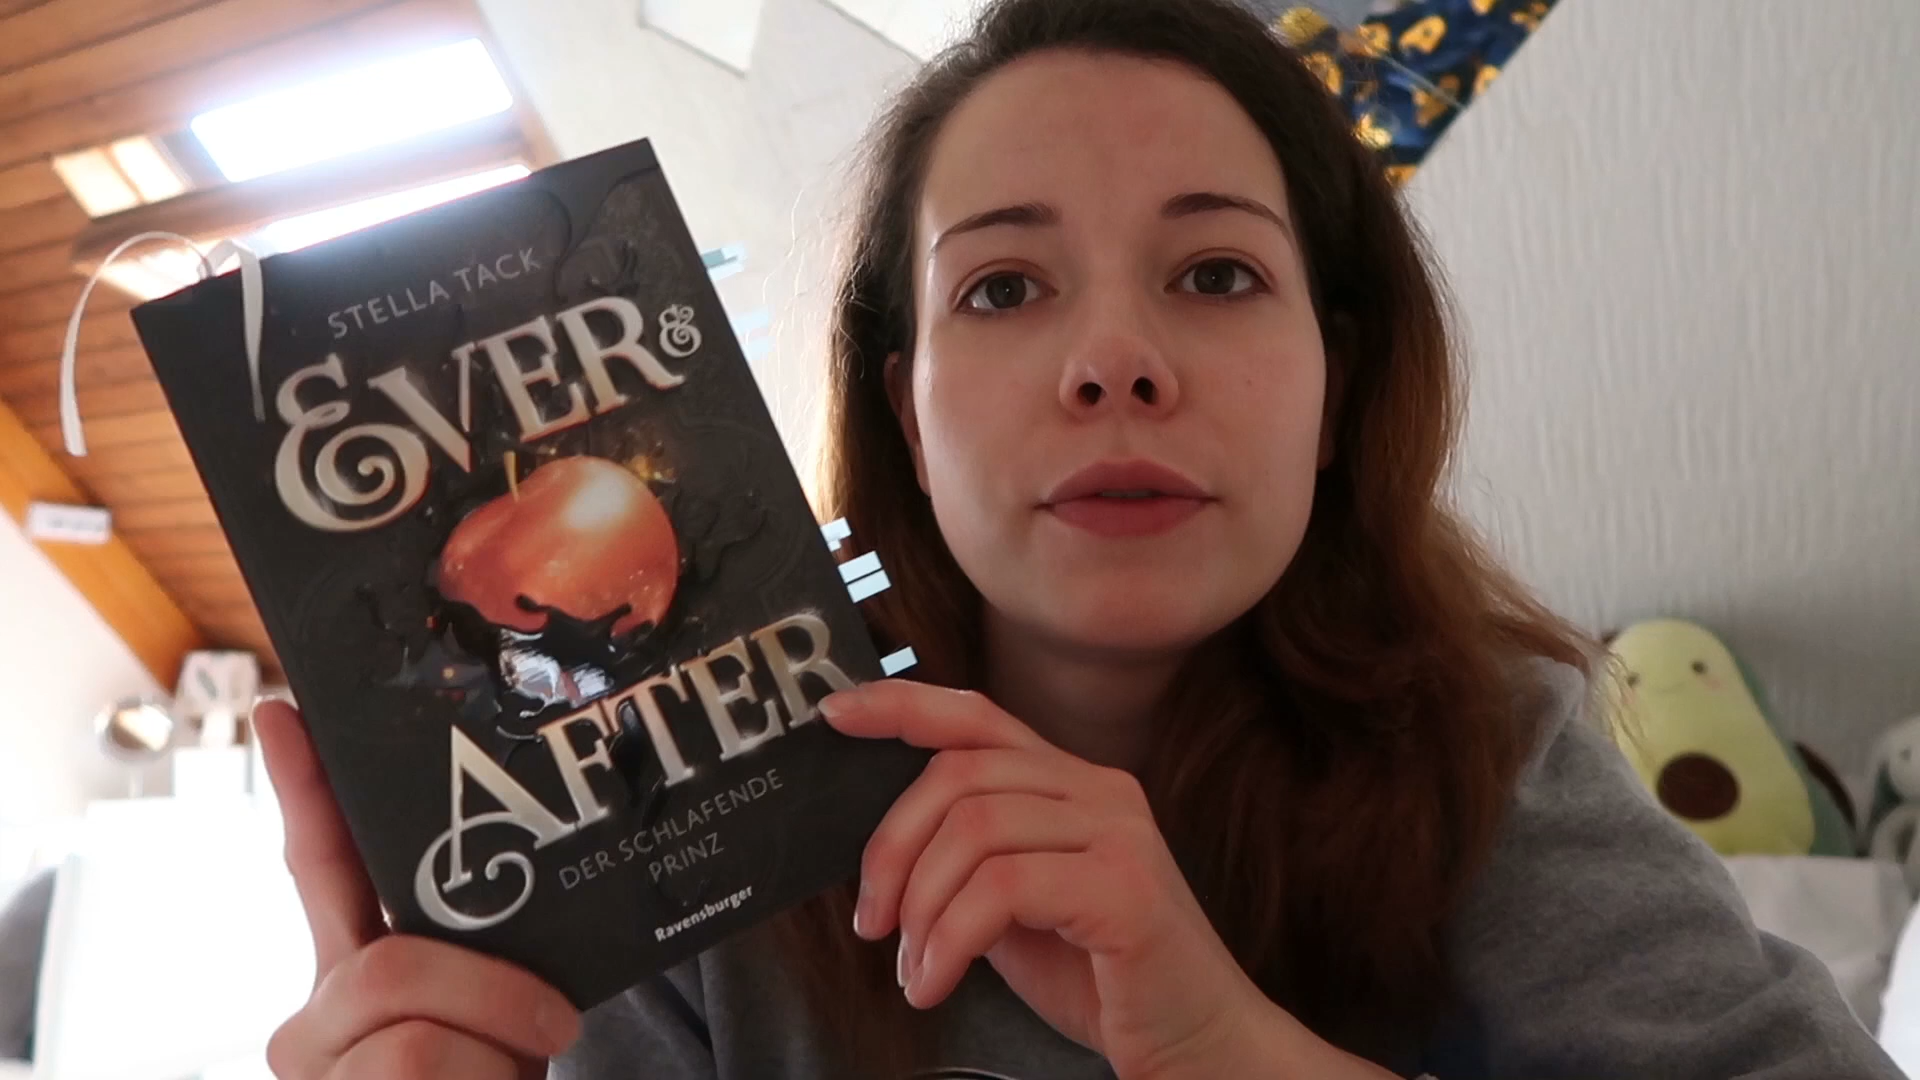 STELLA TACK
EVER &
AFTER
DER SCHLAFENDE
PRINZ
Ravensburger